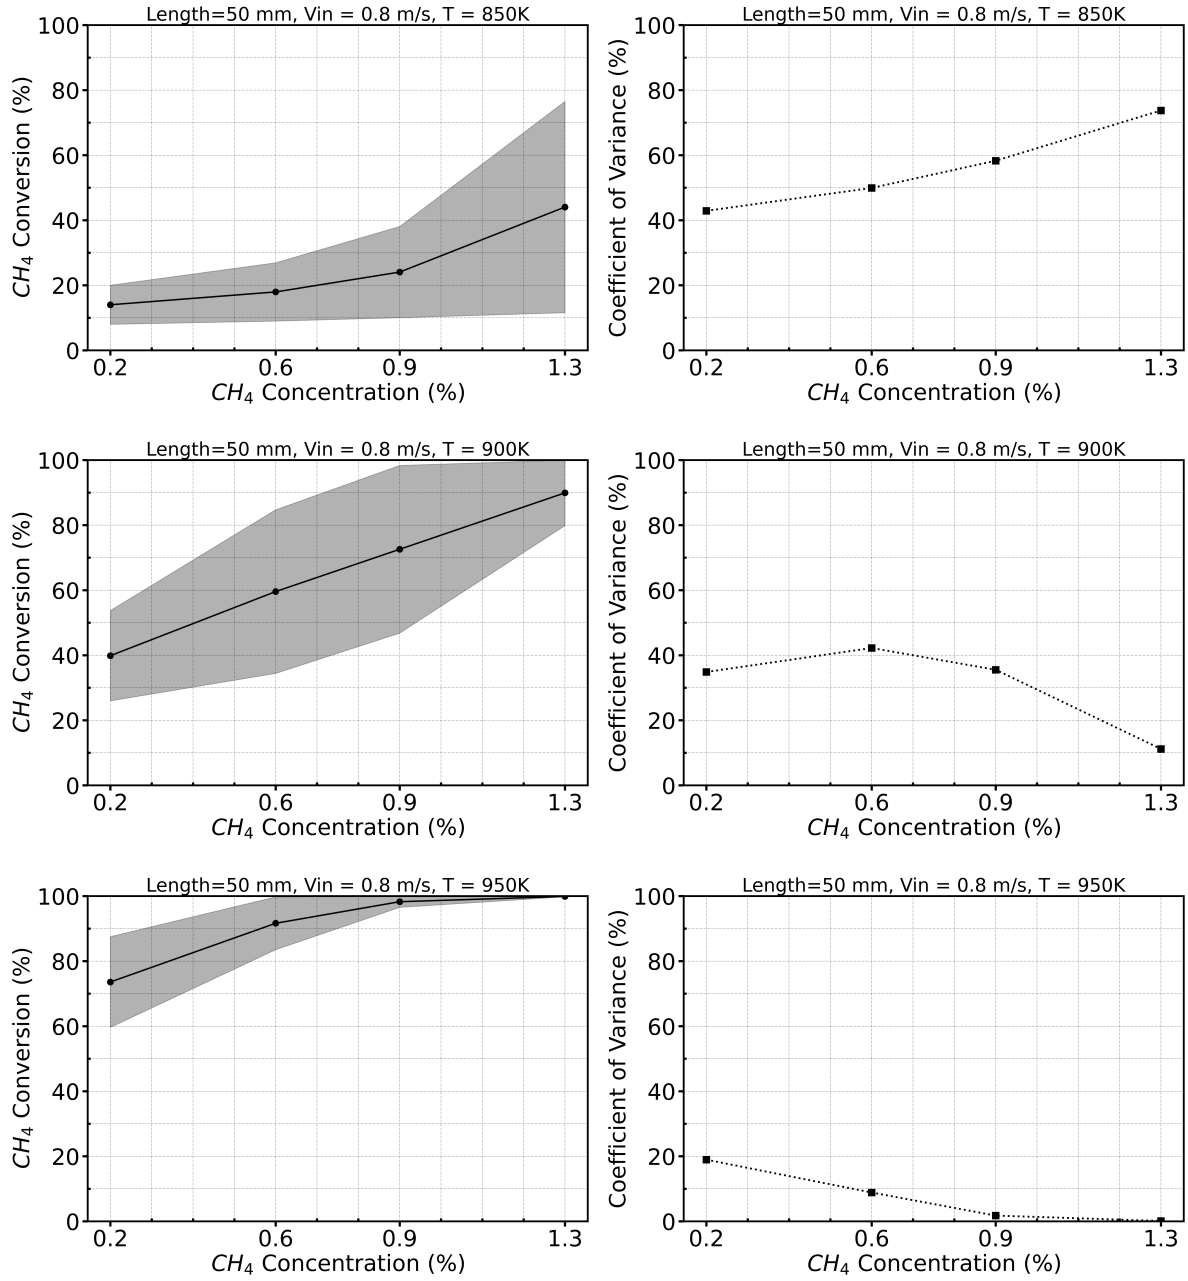 Length=50 mm, Vin = 0.8 m/s, T = 850K
100
80
60
40
20
0
CH₄ Conversion (%)
0.2 0.6 0.9 1.3
CH₄ Concentration (%)
Length=50 mm, Vin = 0.8 m/s, T = 850K
100
80
60
40
20
0
Coefficient of Variance (%)
0.2 0.6 0.9 1.3
CH₄ Concentration (%)
Length=50 mm, Vin = 0.8 m/s, T = 900K
100
80
60
40
20
0
CH₄ Conversion (%)
0.2 0.6 0.9 1.3
CH₄ Concentration (%)
Length=50 mm, Vin = 0.8 m/s, T = 900K
100
80
60
40
20
0
Coefficient of Variance (%)
0.2 0.6 0.9 1.3
CH₄ Concentration (%)
Length=50 mm, Vin = 0.8 m/s, T = 950K
100
80
60
40
20
0
CH₄ Conversion (%)
0.2 0.6 0.9 1.3
CH₄ Concentration (%)
Length=50 mm, Vin = 0.8 m/s, T = 950K
100
80
60
40
20
0
Coefficient of Variance (%)
0.2 0.6 0.9 1.3
CH₄ Concentration (%)